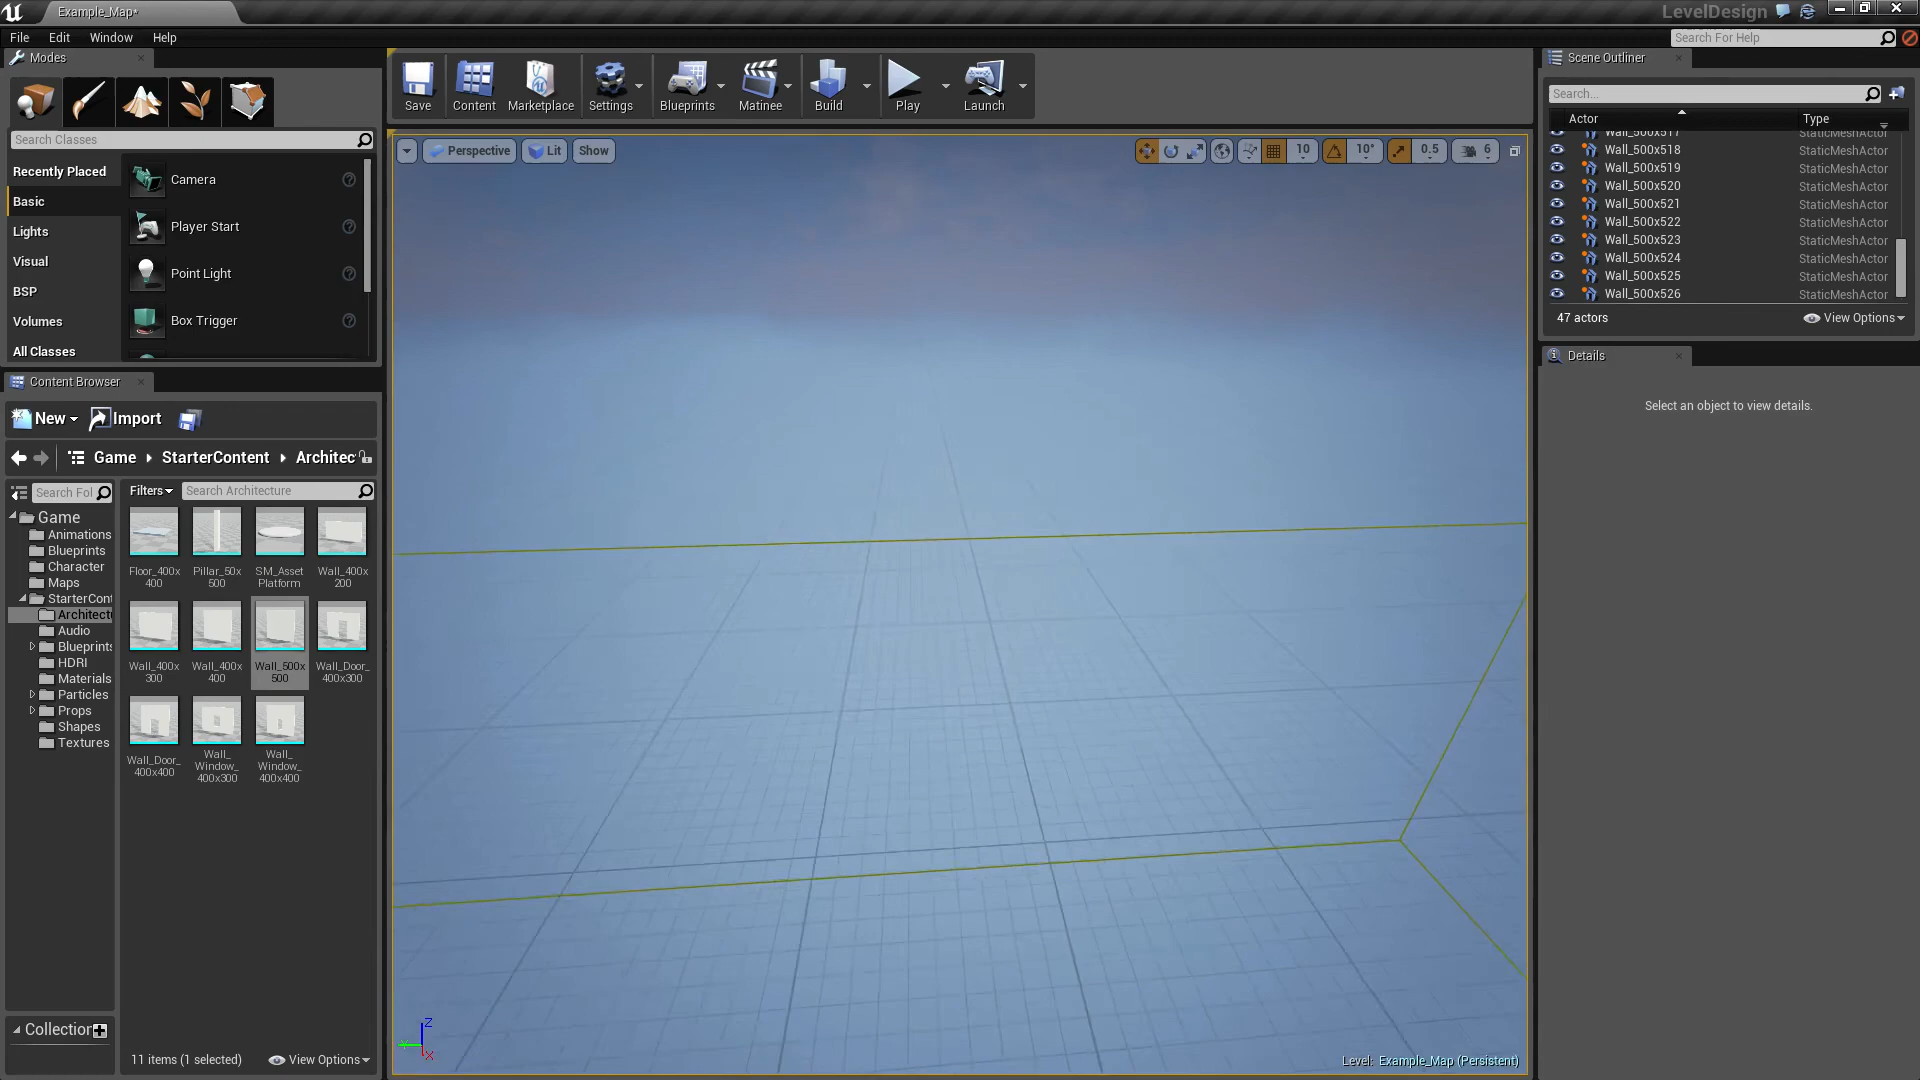 Example_Map*
LevelDesign
File Edit Window Help
Search For Help
Modes
Search Classes
Recently Placed
Basic
Lights
Visual
BSP
Volumes
All Classes
Camera
Player Start
Point Light
Box Trigger
Save
Content
Marketplace
Settings
Blueprints
Matinee
Build
Play
Launch
Perspective
Lit
Show
10
10°
0.5
6
Scene Outliner
Search...
Actor Type
Wall_500x517 StaticMeshActor
Wall_500x518 StaticMeshActor
Wall_500x519 StaticMeshActor
Wall_500x520 StaticMeshActor
Wall_500x521 StaticMeshActor
Wall_500x522 StaticMeshActor
Wall_500x523 StaticMeshActor
Wall_500x524 StaticMeshActor
Wall_500x525 StaticMeshActor
Wall_500x526 StaticMeshActor
47 actors
View Options
Details
Select an object to view details.
Content Browser
New
Import
Game StarterContent Architec
Search Fol
Filters
Search Architecture
Game
Animations
Blueprints
Character
Maps
StarterCont
Architectu
Audio
Blueprints
HDRI
Materials
Particles
Props
Shapes
Textures
Floor_400x
400
Pillar_50x
500
SM_Asset
Platform
Wall_400x
200
Wall_400x
300
Wall_400x
400
Wall_500x
500
Wall_Door_
400x300
Wall_Door_
400x400
Wall_
Window_
400x300
Wall_
Window_
400x400
Collection
11 items (1 selected)
View Options
Z
Y
X
Level: Example_Map (Persistent)